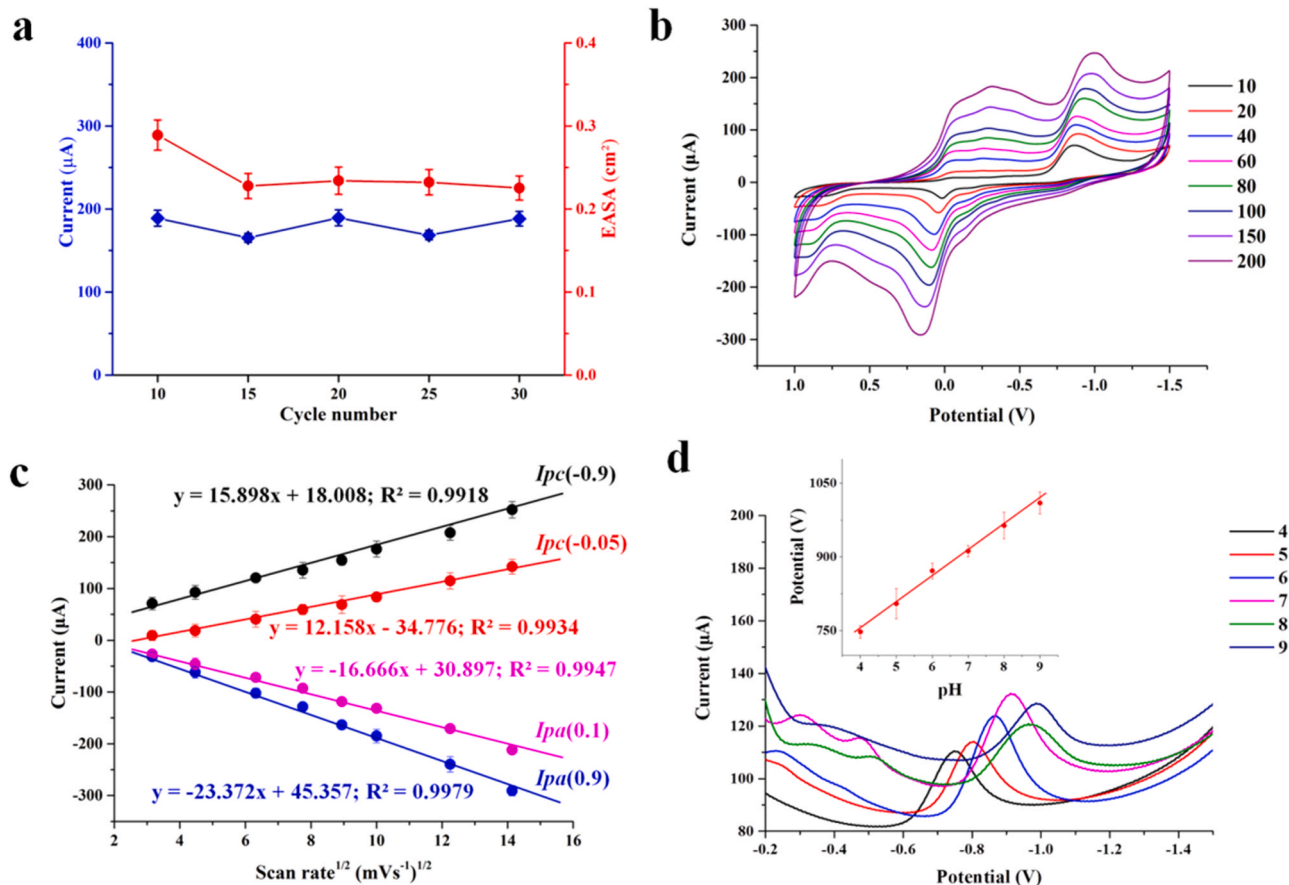 a
400
300
200
100
0
Current (µA)
0.4
0.3
0.2
0.1
0.0
EASA (cm²)
10 15 20 25 30
Cycle number
b
300
200
100
0
-100
-200
-300
Current (µA)
1.0 0.5 0.0 -0.5 -1.0 -1.5
Potential (V)
10
20
40
60
80
100
150
200
c
300
200
100
0
-100
-200
-300
Current (µA)
Ipc(-0.9)
y = 15.898x + 18.008; R² = 0.9918
Ipc(-0.05)
y = 12.158x - 34.776; R² = 0.9934
y = -16.666x + 30.897; R² = 0.9947
Ipa(0.1)
Ipa(0.9)
y = -23.372x + 45.357; R² = 0.9979
2 4 6 8 10 12 14 16
Scan rate¹ᐟ² (mVs⁻¹)¹ᐟ²
d
200
180
160
140
120
100
80
Current (µA)
1050
900
750
Potential (V)
4 5 6 7 8 9
pH
-0.2 -0.4 -0.6 -0.8 -1.0 -1.2 -1.4
Potential (V)
4
5
6
7
8
9